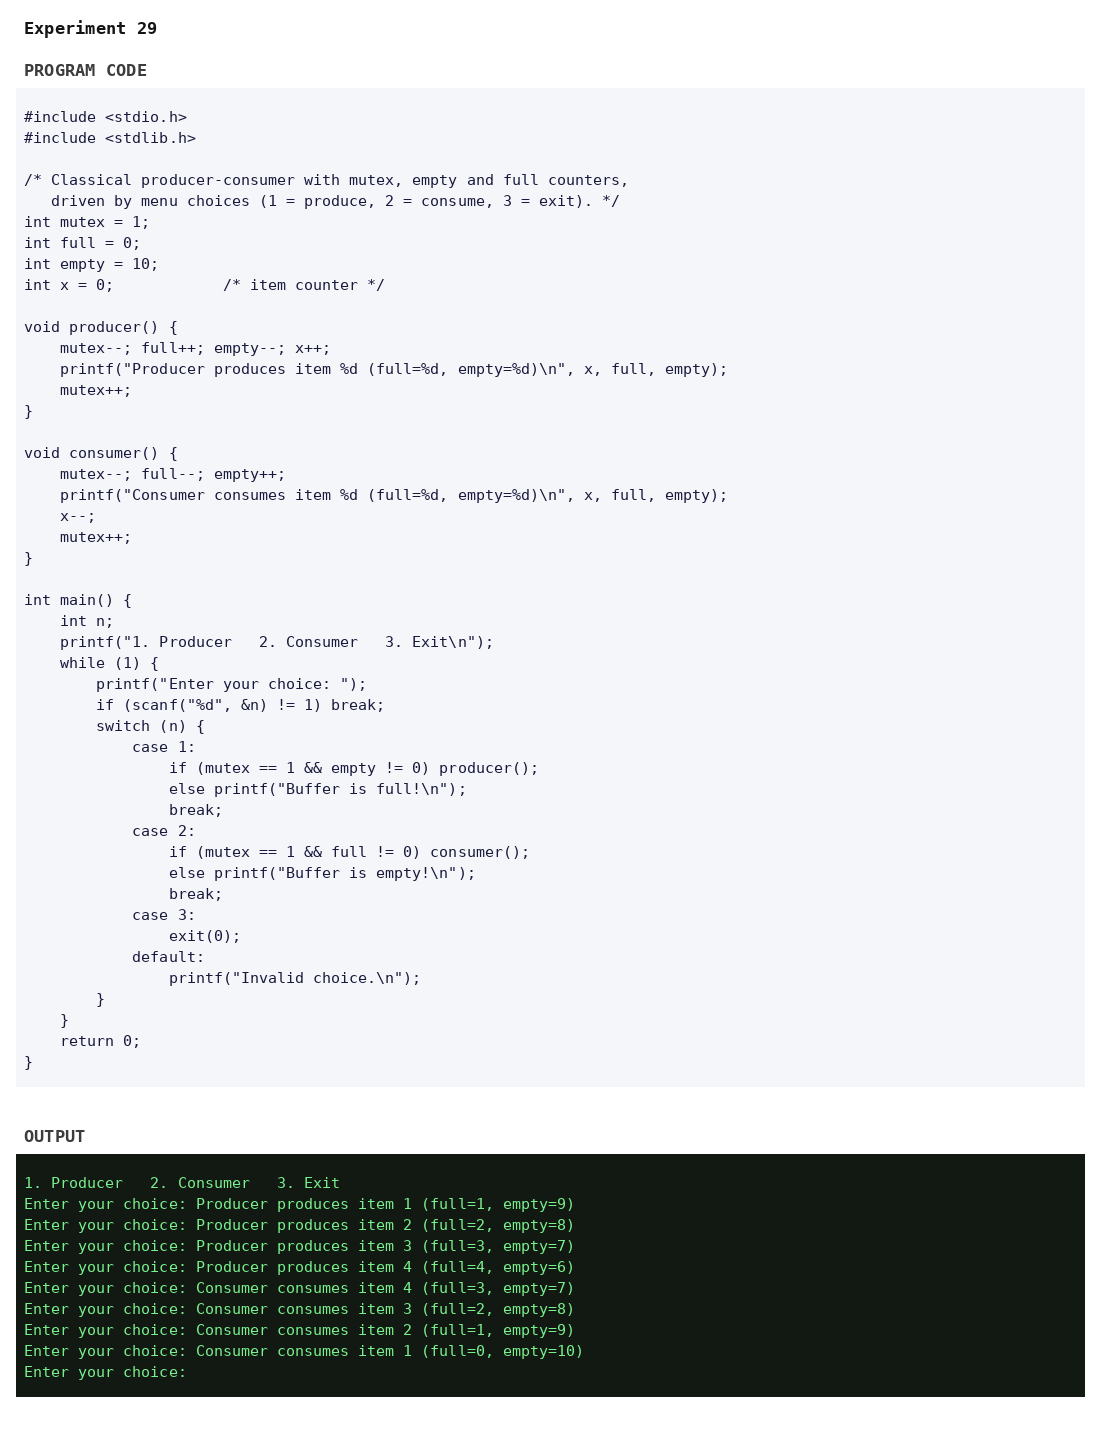 Experiment 29
PROGRAM CODE
#include <stdio.h>
#include <stdlib.h>

/* Classical producer-consumer with mutex, empty and full counters,
   driven by menu choices (1 = produce, 2 = consume, 3 = exit). */
int mutex = 1;
int full = 0;
int empty = 10;
int x = 0;            /* item counter */

void producer() {
    mutex--; full++; empty--; x++;
    printf("Producer produces item %d (full=%d, empty=%d)\n", x, full, empty);
    mutex++;
}

void consumer() {
    mutex--; full--; empty++;
    printf("Consumer consumes item %d (full=%d, empty=%d)\n", x, full, empty);
    x--;
    mutex++;
}

int main() {
    int n;
    printf("1. Producer   2. Consumer   3. Exit\n");
    while (1) {
        printf("Enter your choice: ");
        if (scanf("%d", &n) != 1) break;
        switch (n) {
            case 1:
                if (mutex == 1 && empty != 0) producer();
                else printf("Buffer is full!\n");
                break;
            case 2:
                if (mutex == 1 && full != 0) consumer();
                else printf("Buffer is empty!\n");
                break;
            case 3:
                exit(0);
            default:
                printf("Invalid choice.\n");
        }
    }
    return 0;
}

OUTPUT
1. Producer   2. Consumer   3. Exit
Enter your choice: Producer produces item 1 (full=1, empty=9)
Enter your choice: Producer produces item 2 (full=2, empty=8)
Enter your choice: Producer produces item 3 (full=3, empty=7)
Enter your choice: Producer produces item 4 (full=4, empty=6)
Enter your choice: Consumer consumes item 4 (full=3, empty=7)
Enter your choice: Consumer consumes item 3 (full=2, empty=8)
Enter your choice: Consumer consumes item 2 (full=1, empty=9)
Enter your choice: Consumer consumes item 1 (full=0, empty=10)
Enter your choice: